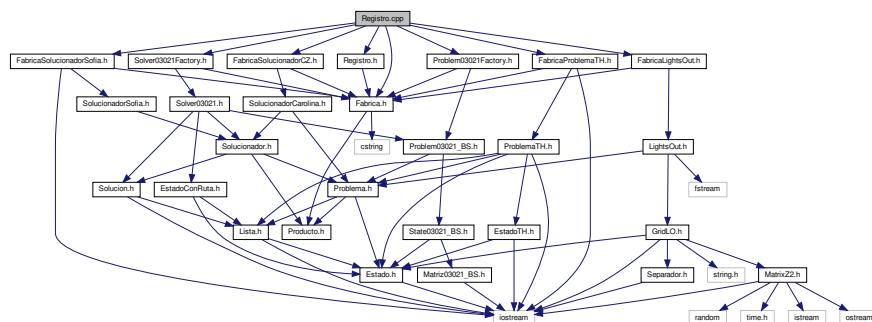 Registro.cpp
FabricaSolucionadorSofia.h Solver03021Factory.h FabricaSolucionadorCZ.h Registro.h Problem03021Factory.h FabricaProblemaTH.h FabricaLightsOut.h
SolucionadorSofia.h Solver03021.h SolucionadorCarolina.h Fabrica.h
Solucionador.h cstring Problem03021_BS.h ProblemaTH.h LightsOut.h
Solucion.h EstadoConRuta.h Problema.h fstream
Lista.h Producto.h State03021_BS.h EstadoTH.h GridLO.h
Estado.h Matriz03021_BS.h Separador.h string.h MatrixZ2.h
iostream random time.h istream ostream